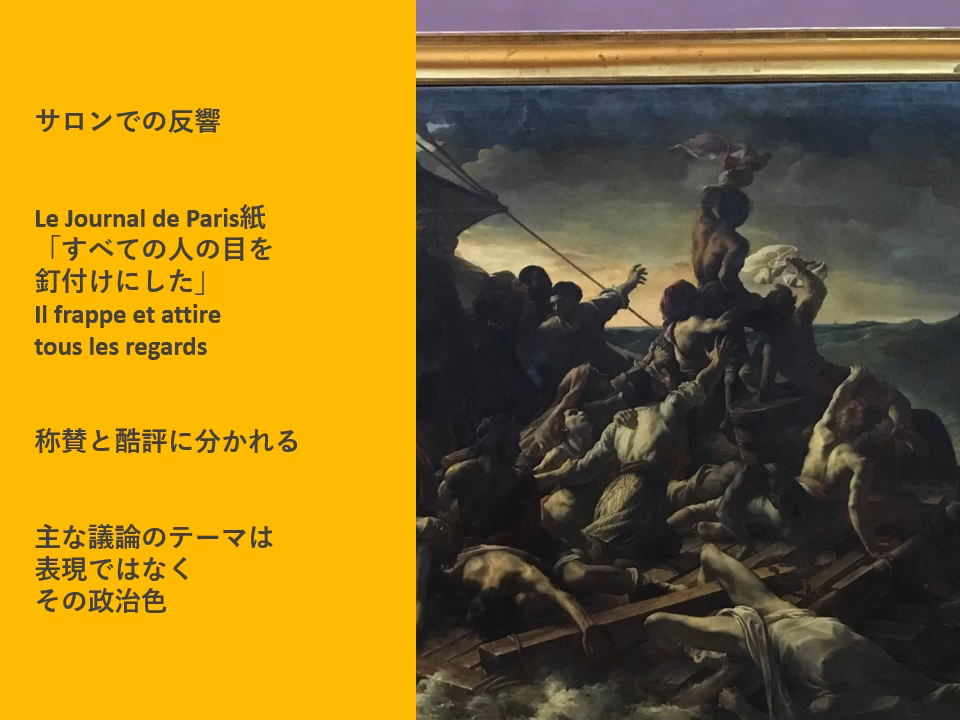 サロンでの反響
Le Journal de Paris紙
「すべての人の目を
釘付けにした」
Il frappe et attire
tous les regards
称賛と酷評に分かれる
主な議論のテーマは
表現ではなく
その政治色